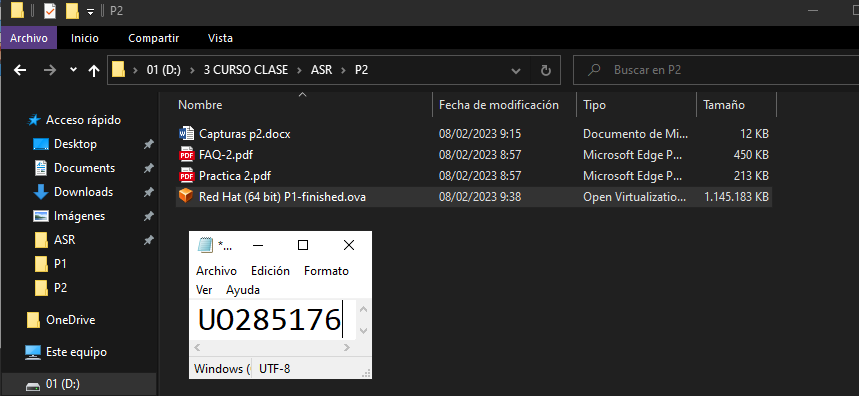 P2
Archivo Inicio Compartir Vista
01 (D:) > 3 CURSO CLASE > ASR > P2
Buscar en P2
Nombre Fecha de modificación Tipo Tamaño
Acceso rápido
Desktop
Documents
Downloads
Imágenes
ASR
P1
P2
OneDrive
Este equipo
01 (D:)
Capturas p2.docx 08/02/2023 9:15 Documento de Mi... 12 KB
FAQ-2.pdf 08/02/2023 8:57 Microsoft Edge P... 450 KB
Practica 2.pdf 08/02/2023 8:57 Microsoft Edge P... 213 KB
Red Hat (64 bit) P1-finished.ova 08/02/2023 9:38 Open Virtualizatio... 1.145.183 KB
*...
Archivo Edición Formato
Ver Ayuda
UO285176
Windows ( UTF-8